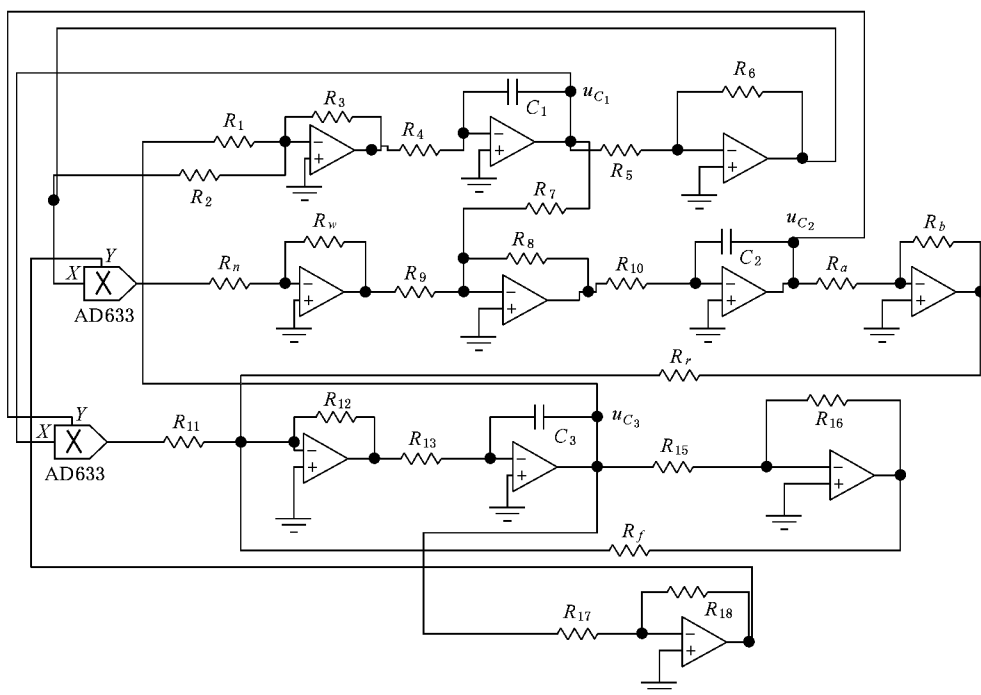 R6
C1
uC1
R3
R1
R4
− +
− +
− +
R5
R2
R7
Rw
uC2
Rb
R8
C2
Y
X
Rn
R9
R10
Ra
− +
− +
− +
− +
AD633
Rr
R12
R16
Y
X
R11
R13
C3
uC3
R15
− +
− +
− +
AD633
Rf
R17
R18
− +